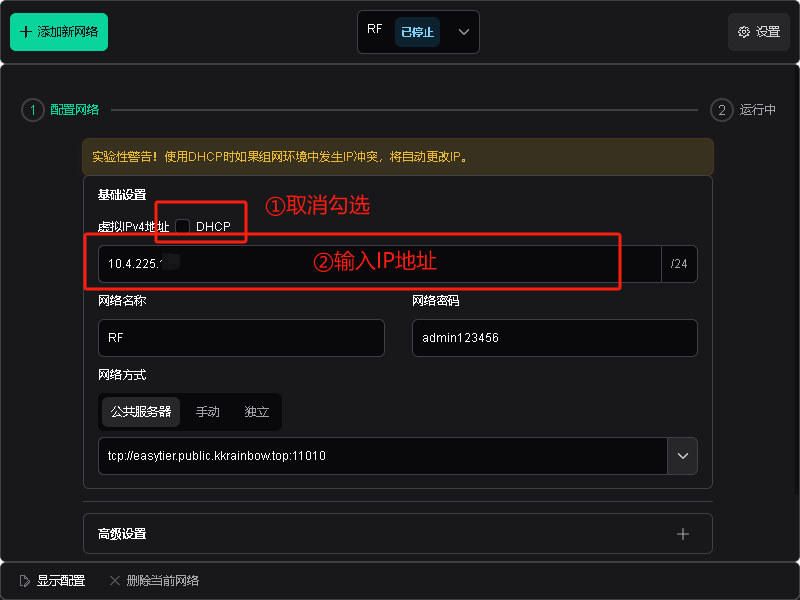 添加新网络
RF 已停止
设置
1 配置网络
2 运行中
实验性警告！使用DHCP时如果组网环境中发生IP冲突，将自动更改IP。
基础设置
①取消勾选
虚拟IPv4地址 DHCP
10.4.225. ②输入IP地址 /24
网络名称 网络密码
RF admin123456
网络方式
公共服务器 手动 独立
tcp://easytier.public.kkrainbow.top:11010
高级设置
显示配置 删除当前网络